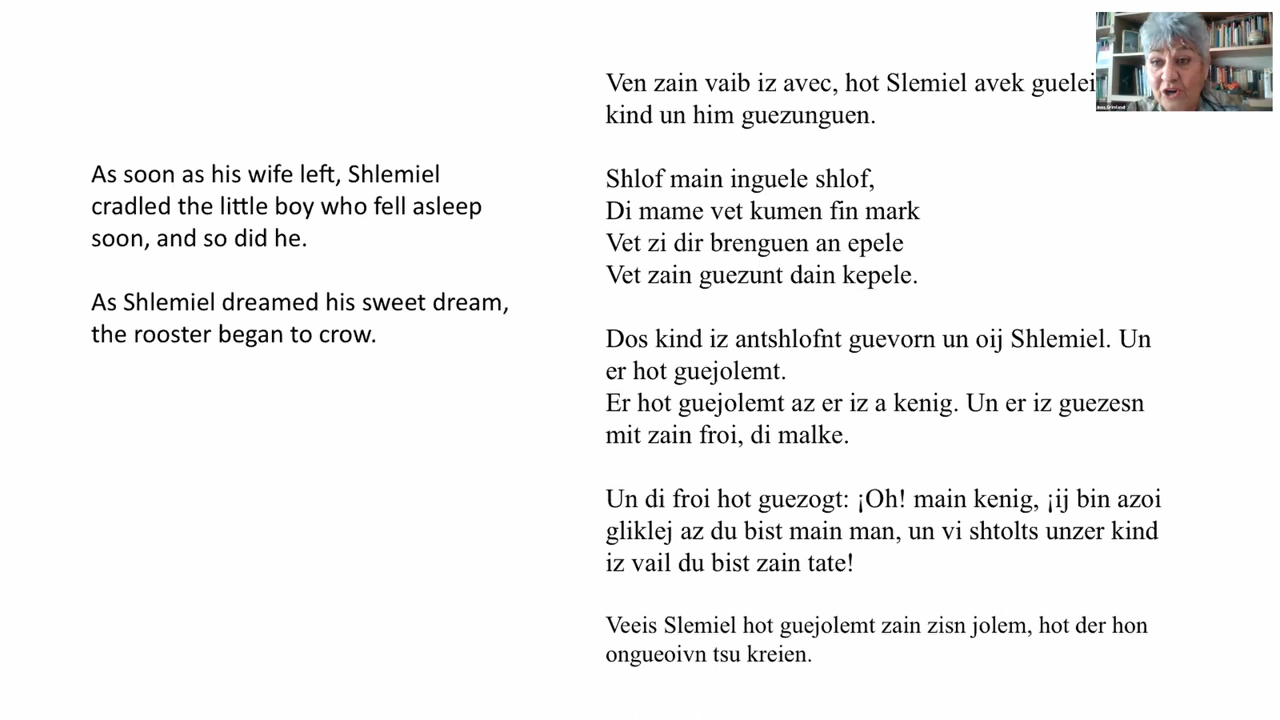 As soon as his wife left, Shlemiel
cradled the little boy who fell asleep
soon, and so did he.
As Shlemiel dreamed his sweet dream,
the rooster began to crow.
Ven zain vaib iz avec, hot Slemiel avek guelei
kind un him guezunguen.
Shlof main inguele shlof,
Di mame vet kumen fin mark
Vet zi dir brenguen an epele
Vet zain guezunt dain kepele.
Dos kind iz antshlofnt guevorn un oij Shlemiel. Un
er hot guejolemt.
Er hot guejolemt az er iz a kenig. Un er iz guezesn
mit zain froi, di malke.
Un di froi hot guezogt: ¡Oh! main kenig, ¡ij bin azoi
gliklej az du bist main man, un vi shtolts unzer kind
iz vail du bist zain tate!
Veeis Slemiel hot guejolemt zain zisn jolem, hot der hon
ongueoivn tsu kreien.